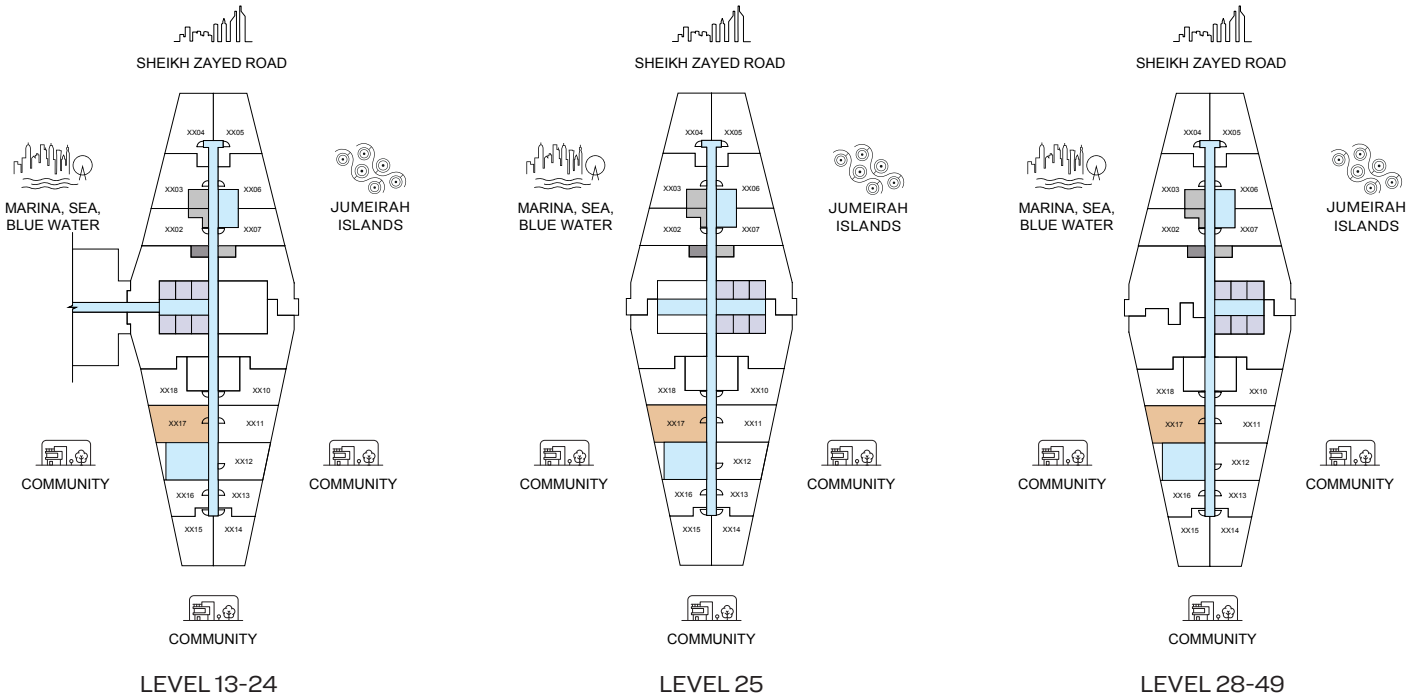 SHEIKH ZAYED ROAD
XX04
XX05
MARINA, SEA,
BLUE WATER
XX03
XX06
JUMEIRAH
ISLANDS
XX02
XX07
XX18
XX10
XX17
XX11
COMMUNITY
XX12
COMMUNITY
XX16
XX13
XX15
XX14
COMMUNITY
LEVEL 13-24
SHEIKH ZAYED ROAD
XX04
XX05
MARINA, SEA,
BLUE WATER
XX03
XX06
JUMEIRAH
ISLANDS
XX02
XX07
XX18
XX10
XX17
XX11
COMMUNITY
XX12
COMMUNITY
XX16
XX13
XX15
XX14
COMMUNITY
LEVEL 25
SHEIKH ZAYED ROAD
XX04
XX05
MARINA, SEA,
BLUE WATER
XX03
XX06
JUMEIRAH
ISLANDS
XX02
XX07
XX18
XX10
XX17
XX11
COMMUNITY
XX12
COMMUNITY
XX16
XX13
XX15
XX14
COMMUNITY
LEVEL 28-49